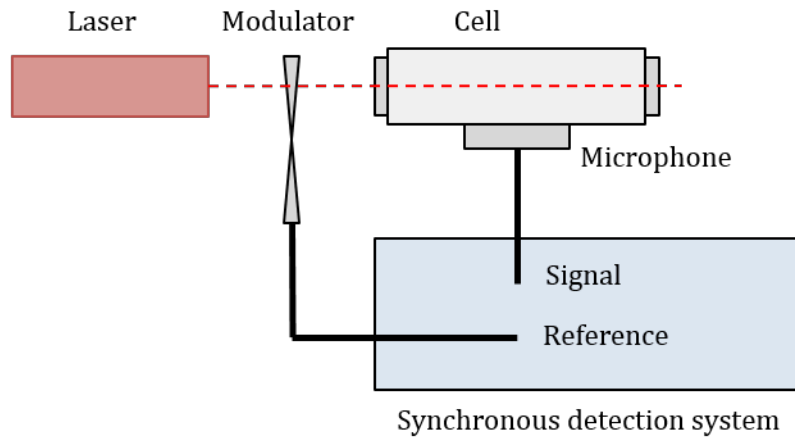 Laser
Modulator
Cell
Microphone
Signal
Reference
Synchronous detection system